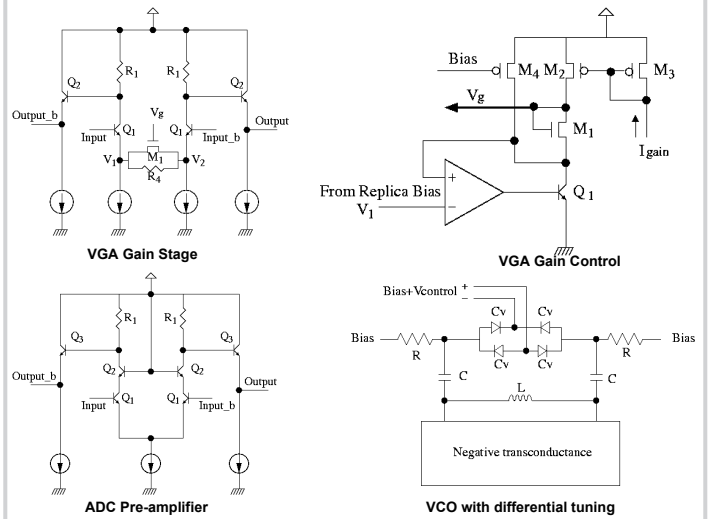 R1 R1
Q2 Q2
Output_b Vg Output
Input Q1 Q1 Input_b
V1 M1 V2
R4
VGA Gain Stage
Bias M4 M2 M3
Vg
M1
Igain
+
From Replica Bias Q1
V1 −
VGA Gain Control
R1 R1
Q3 Q3
Output_b Q2 Q2 Output
Input Q1 Q1 Input_b
ADC Pre-amplifier
Bias+Vcontrol +
−
Cv Cv
Bias Bias
R Cv Cv R
C L C
Negative transconductance
VCO with differential tuning